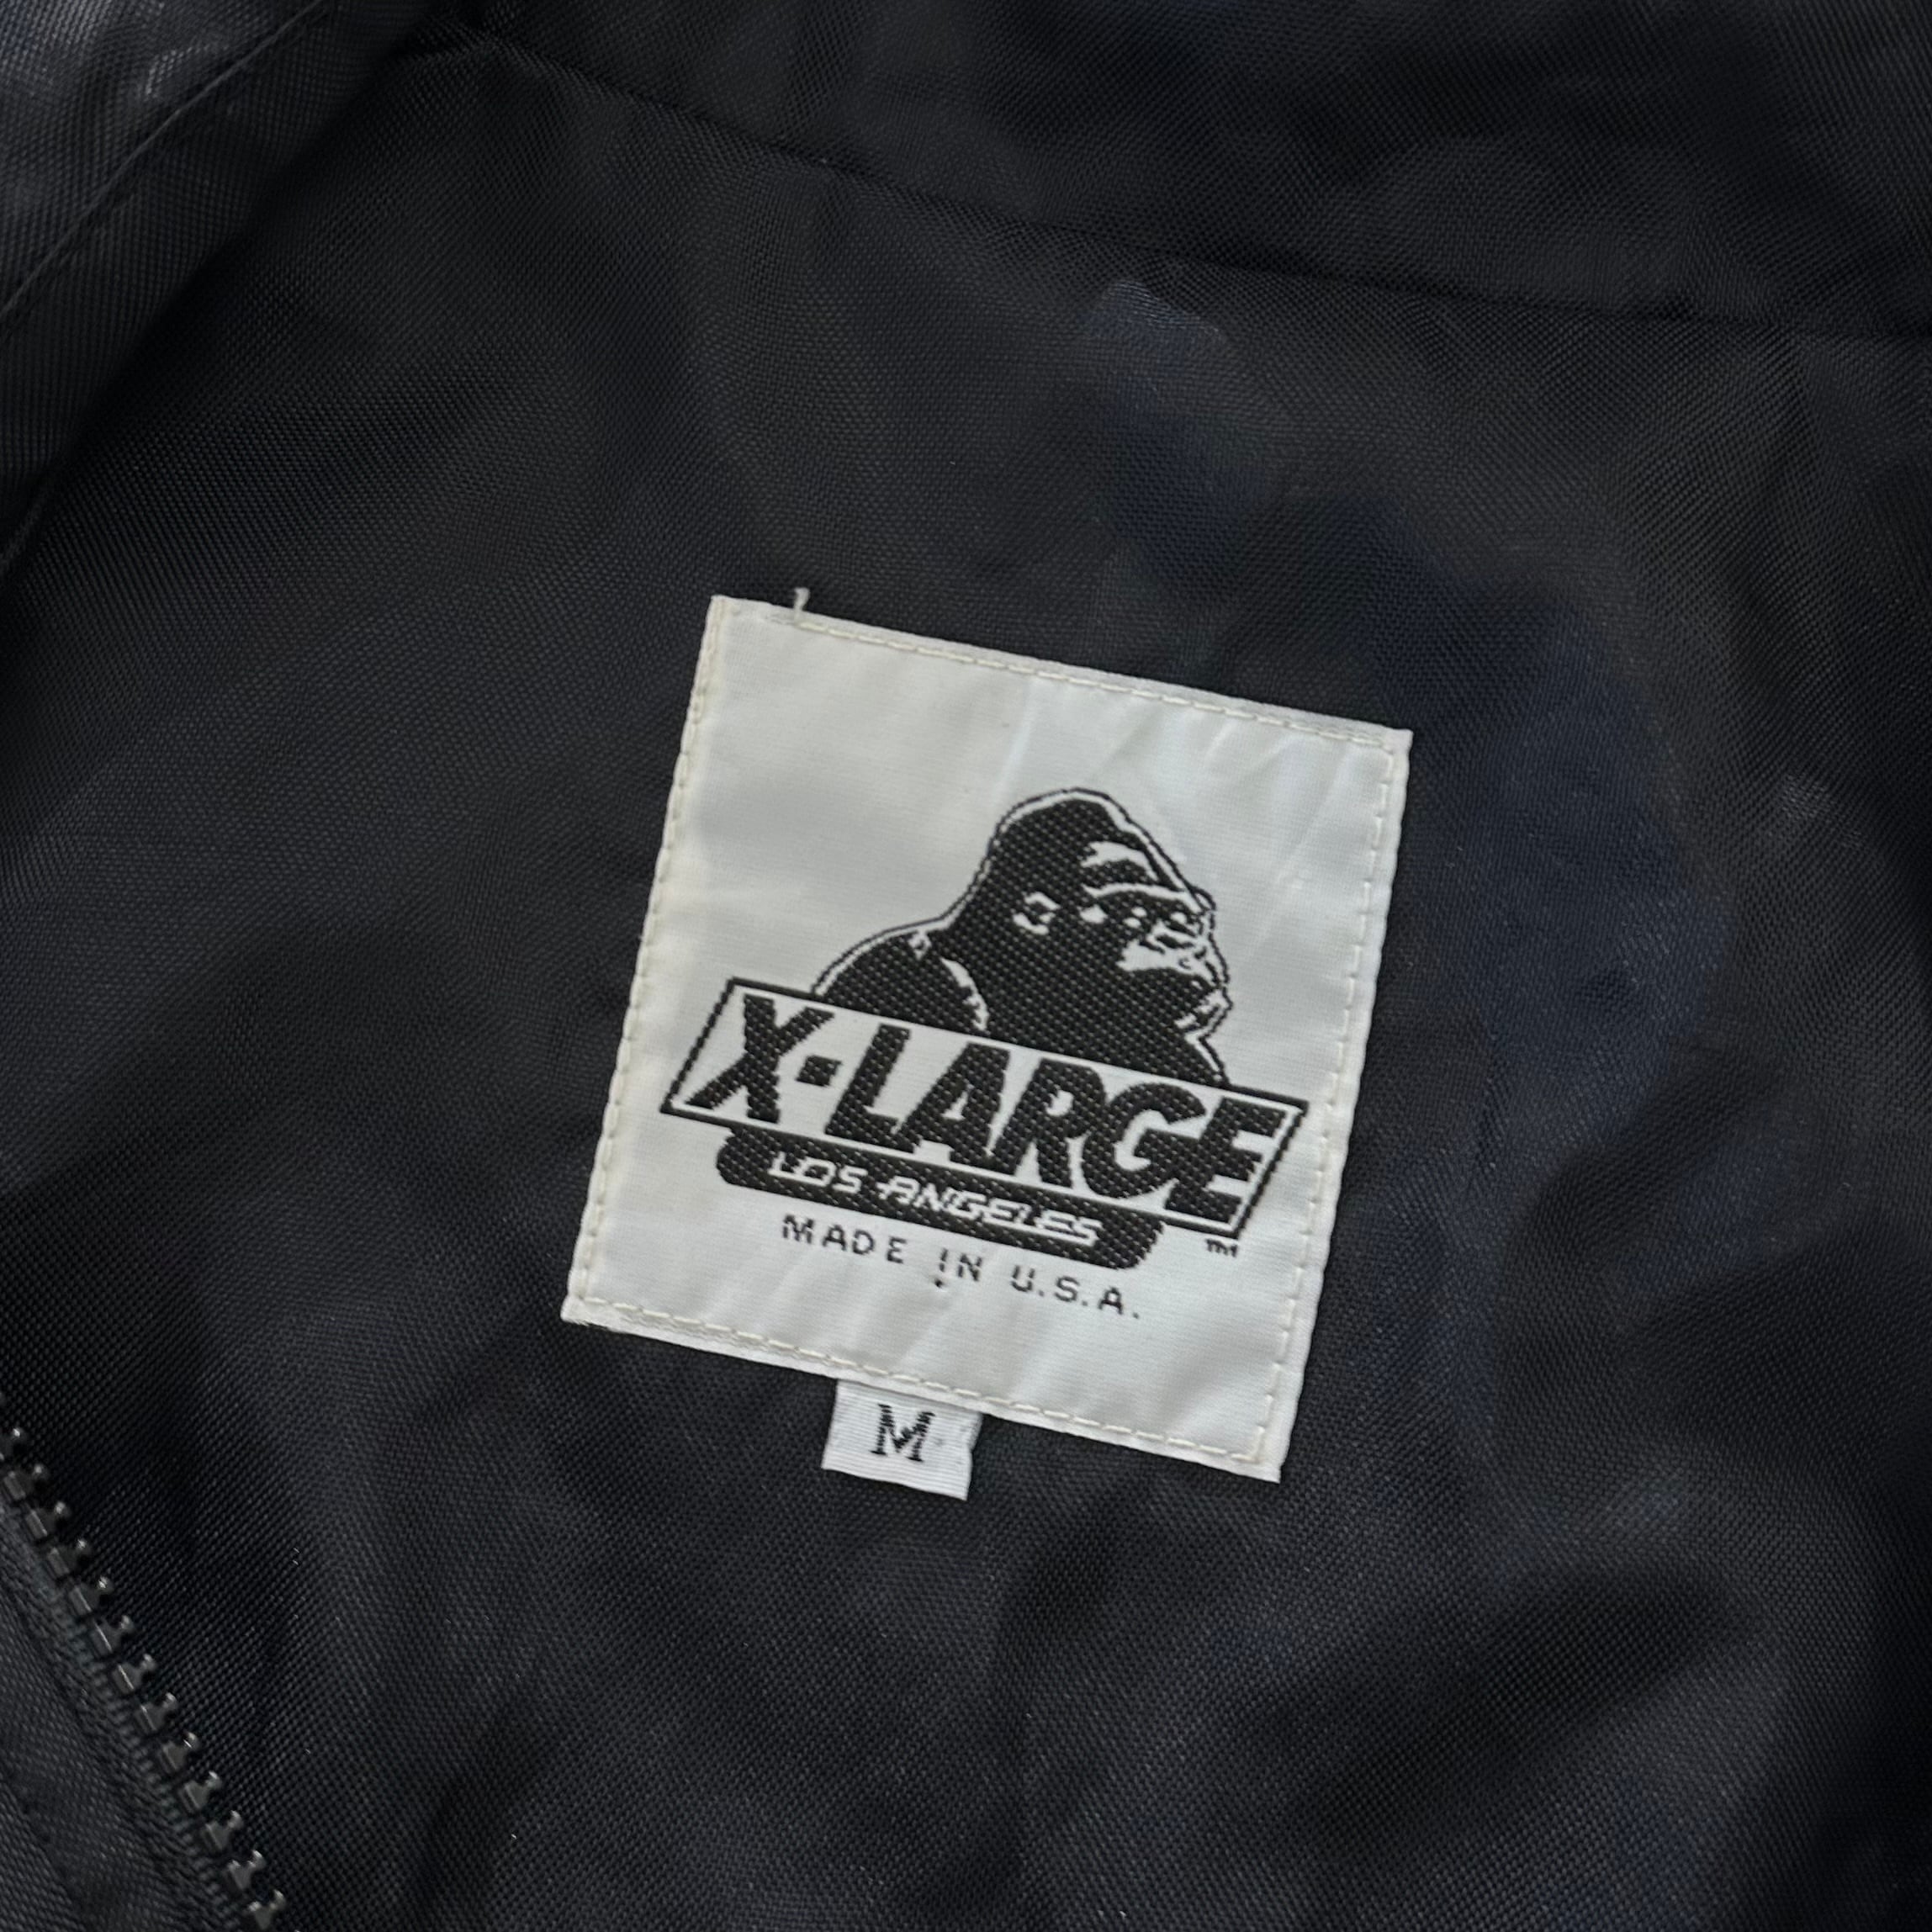 X-LARGE
LOS ANGELES
TM
MADE IN U.S.A.
M